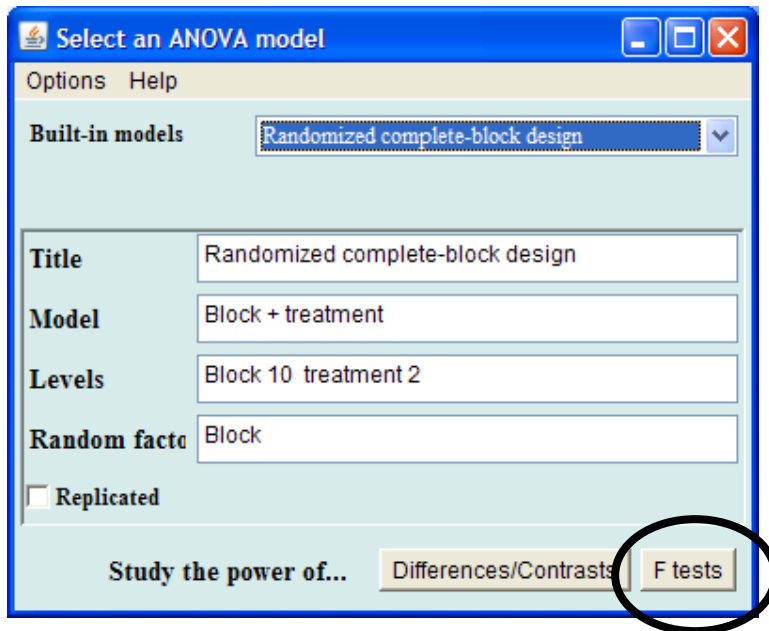 Select an ANOVA model
Options Help
Built-in models Randomized complete-block design
Title Randomized complete-block design
Model Block + treatment
Levels Block 10 treatment 2
Random facto Block
Replicated
Study the power of... Differences/Contrasts F tests